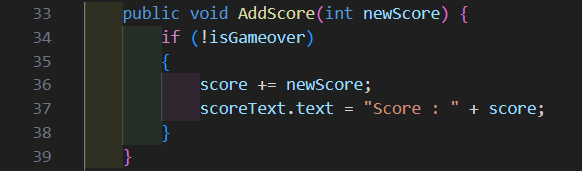 33 public void AddScore(int newScore) {
34 if (!isGameover)
35 {
36 score += newScore;
37 scoreText.text = "Score : " + score;
38 }
39 }